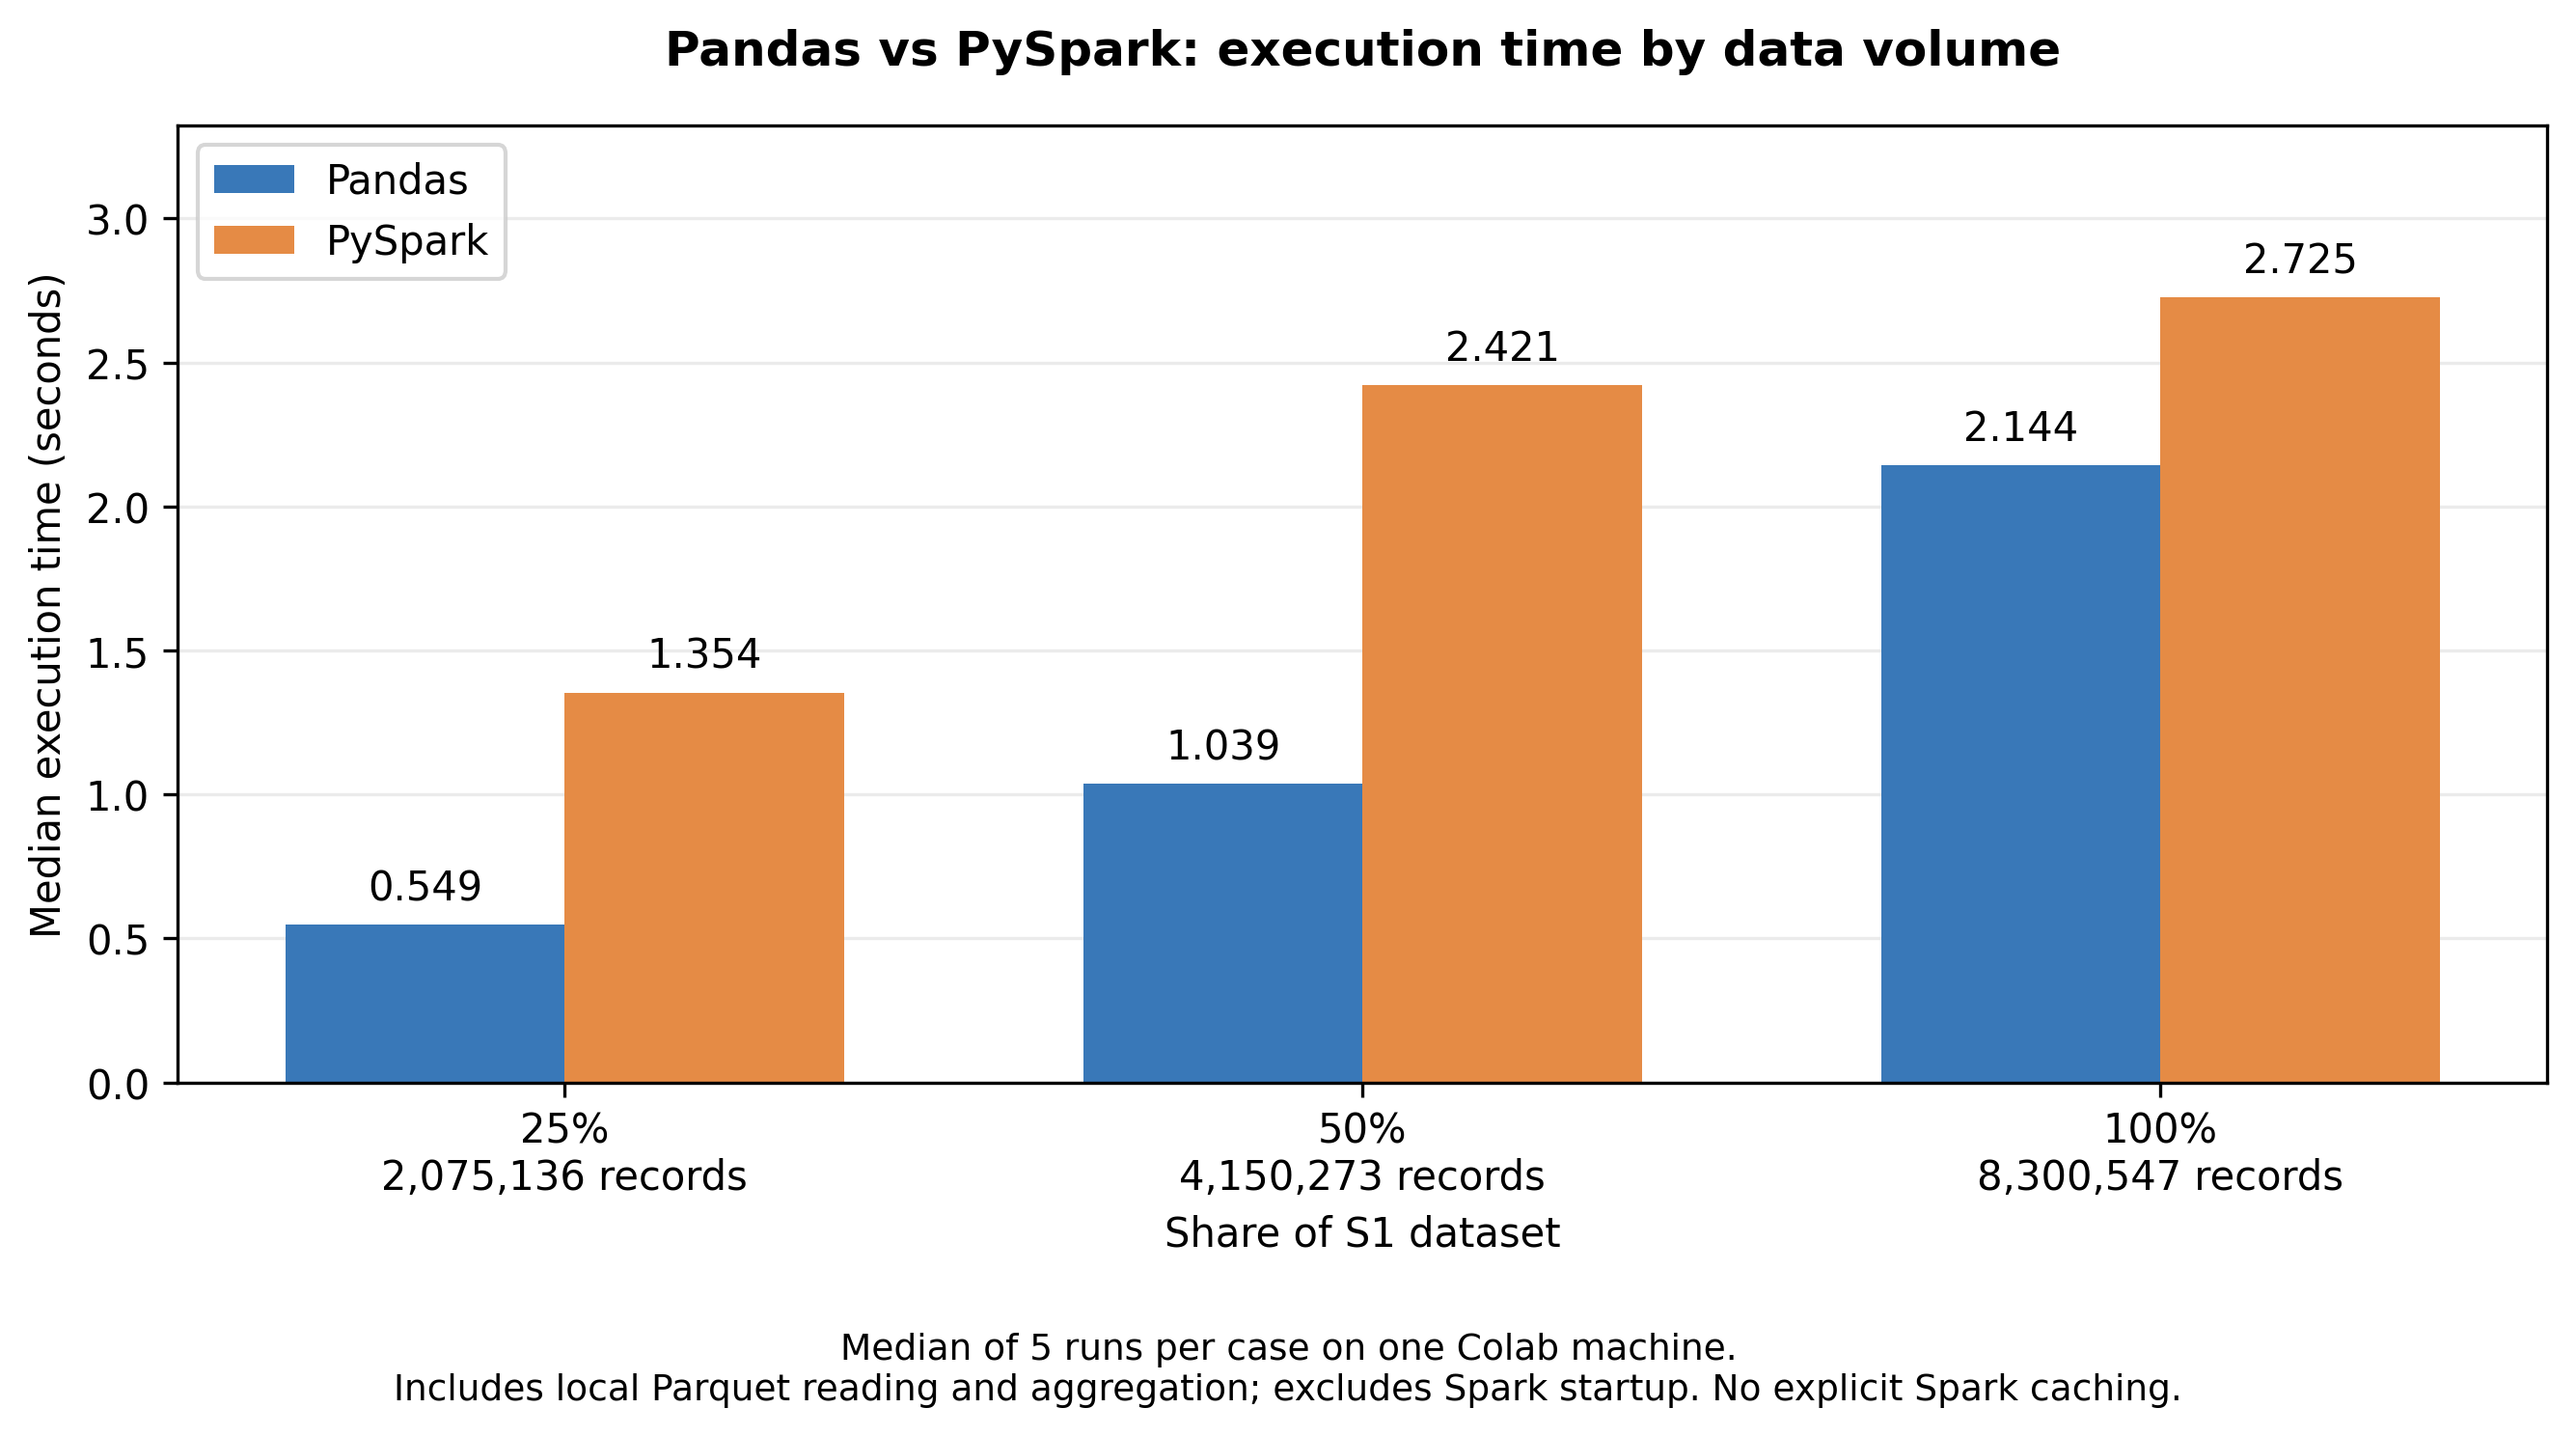 Pandas vs PySpark: execution time by data volume
Pandas
PySpark
Median execution time (seconds)
3.0
2.5
2.0
1.5
1.0
0.5
0.0
0.549
1.354
1.039
2.421
2.144
2.725
25%
2,075,136 records
50%
4,150,273 records
100%
8,300,547 records
Share of S1 dataset
Median of 5 runs per case on one Colab machine.
Includes local Parquet reading and aggregation; excludes Spark startup. No explicit Spark caching.